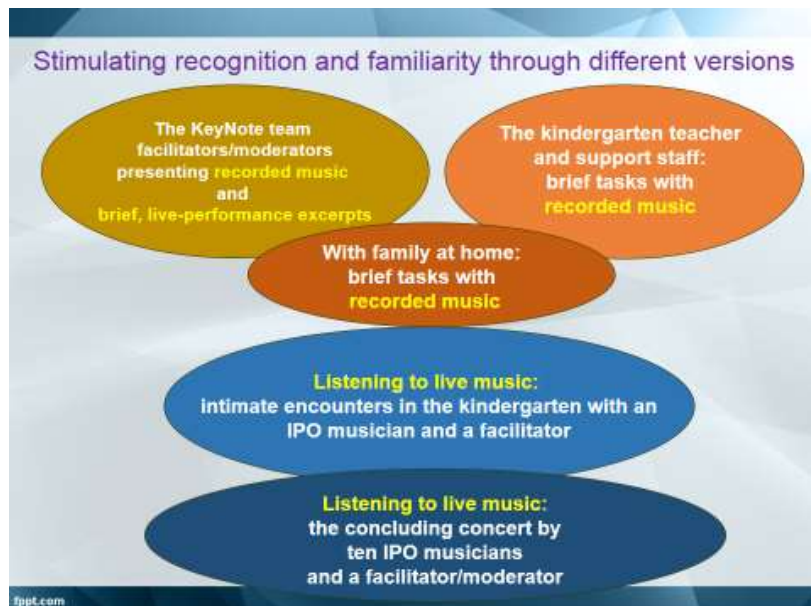 Stimulating recognition and familiarity through different versions
The KeyNote team
facilitators/moderators
presenting recorded music
and
brief, live-performance excerpts
The kindergarten teacher
and support staff:
brief tasks with
recorded music
With family at home:
brief tasks with
recorded music
Listening to live music:
intimate encounters in the kindergarten with an
IPO musician and a facilitator
Listening to live music:
the concluding concert by
ten IPO musicians
and a facilitator/moderator
fppt.com